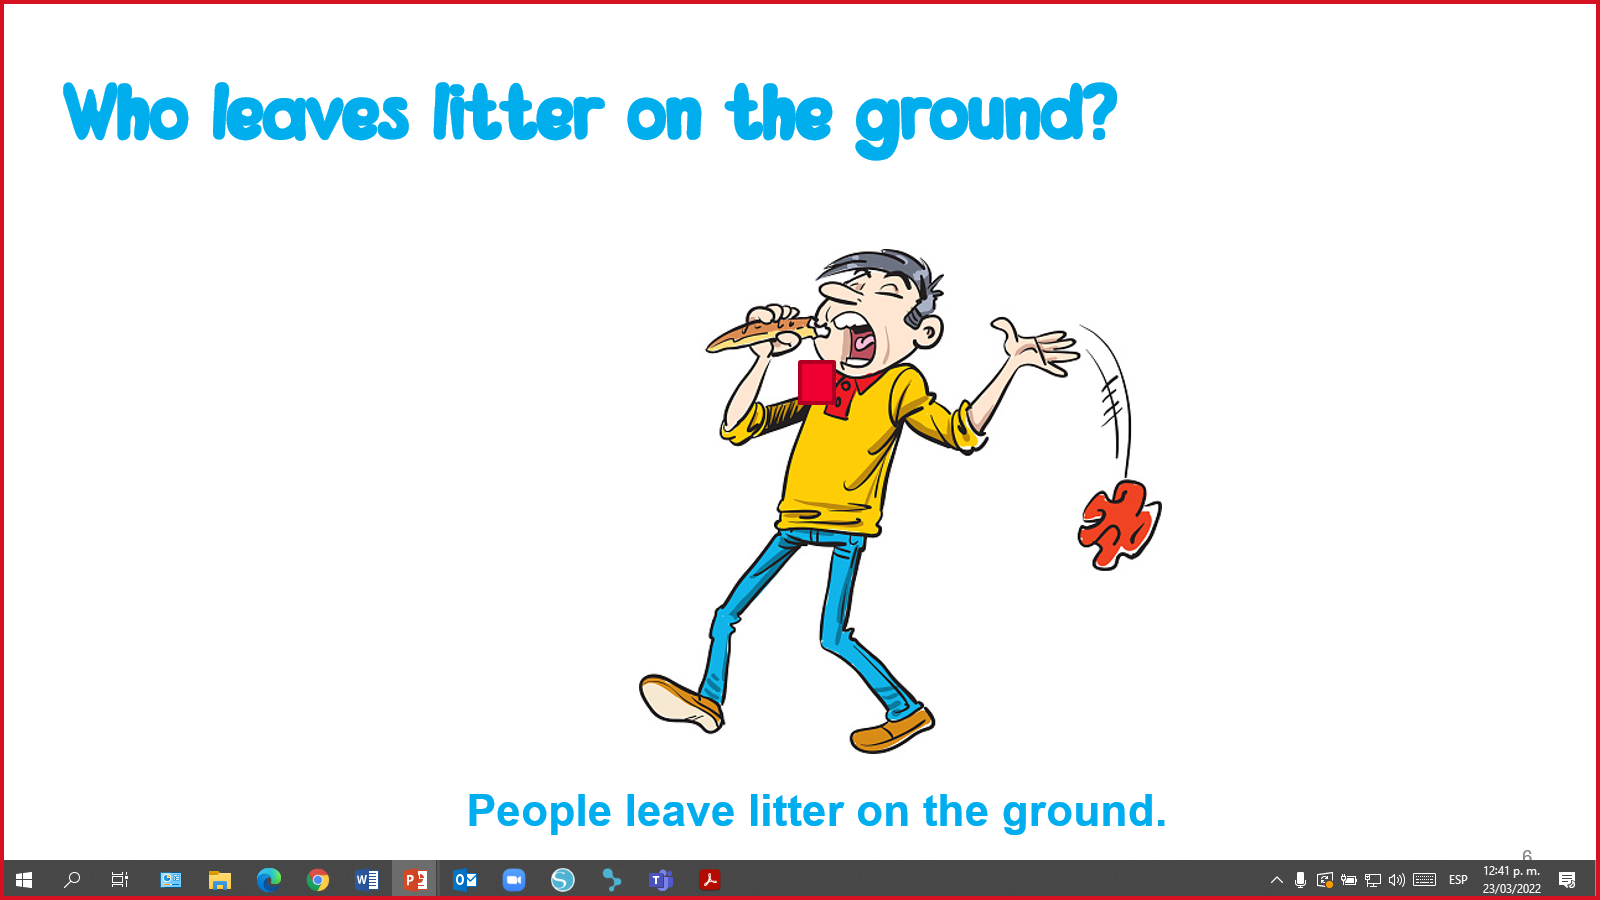 Who leaves litter on the ground?
People leave litter on the ground.
6
ESP
12:41 p. m.
23/03/2022